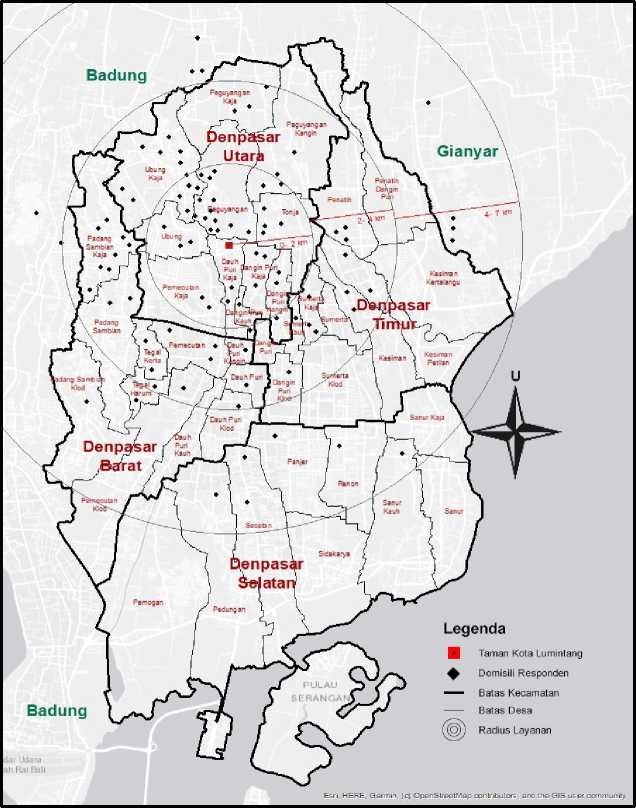 Badung
Paguyangan
Kaja
Denpasar
Utara
Peguyangan
Kangin
Gianyar
Ubung
Kaja
Penatih
Dangin
Puri
Penatih
Peguyangan
Tonja
2- 4 km
4- 7 km
Padang
Sambian
Kaja
Ubung
0- 2 km
Dauh
Puri
Kaja
Dangin Puri
Kaja
Kesiman
Kertalangu
Pemecutan
Kaja
Dangin
Puri
Kangin
Sumerta
Kaja
Denpasar
Timur
Dangin Puri
Kauh
Sumerta
Kauh
Sumerta
Padang
Sambian
Tegal
Kerta
Pemecutan
Dauh
Puri
Kangin
Dangin
Puri
Kesiman
Kesiman
Petilan
Padang Sambian
Klod
Tegal
Harum
Dauh Puri
Dangin
Puri
Klod
Sumerta
Klod
U
Dauh Puri
Klod
Sanur Kaja
Denpasar
Barat
Dauh
Puri
Kauh
Panjer
Renon
Pemecutan
Klod
Sesetan
Sanur
Kauh
Sanur
Sidakarya
Denpasar
Selatan
Pemogan
Pedungan
Legenda
Taman Kota Lumintang
Domisili Responden
Batas Kecamatan
Batas Desa
Radius Layanan
PULAU
SERANGAN
Badung
dar Udara
ah Rai Bali
Esri, HERE, Garmin, (c) OpenStreetMap contributors, and the GIS user community